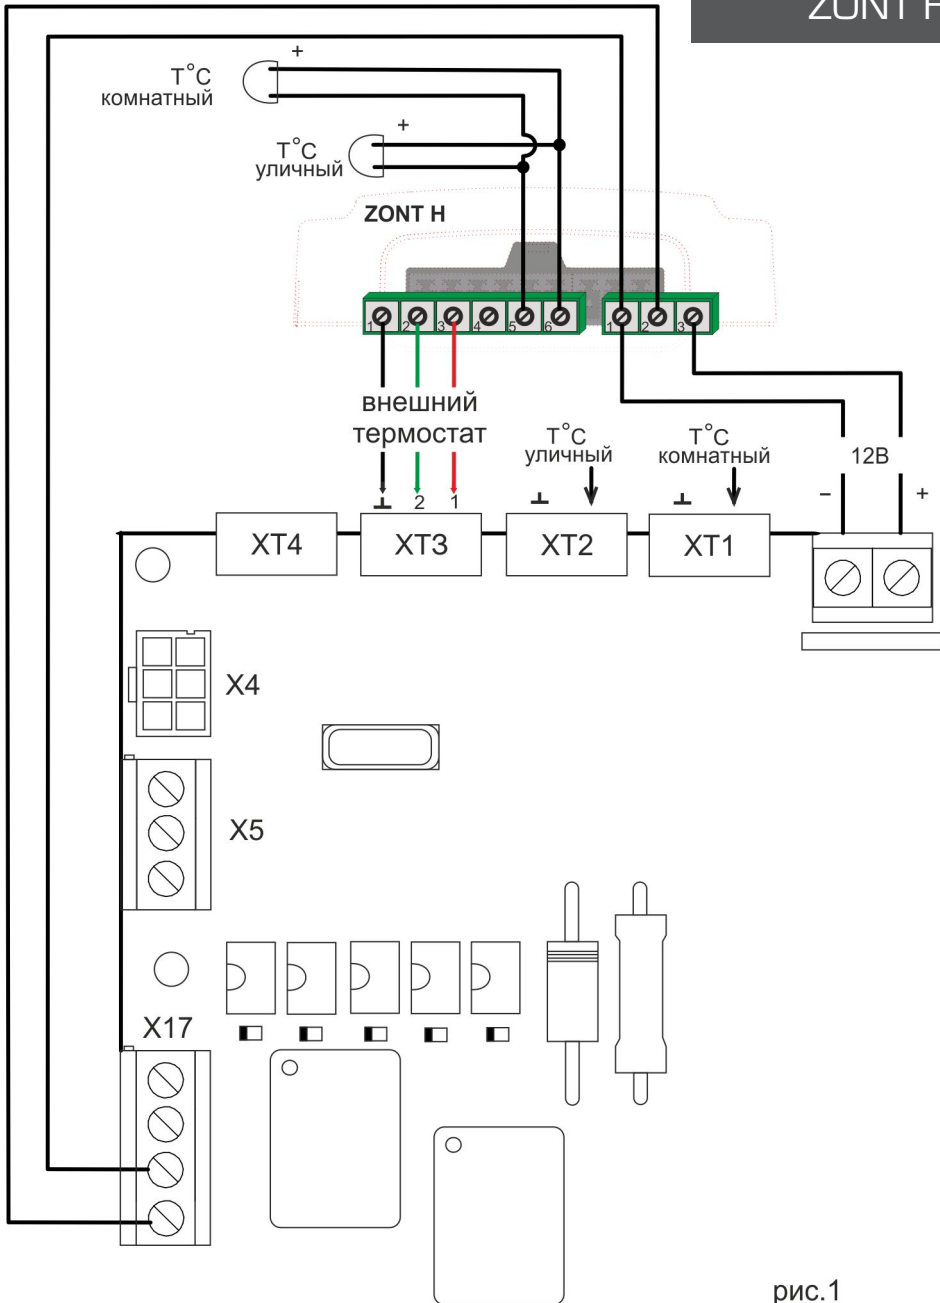 ZONT H
+
T°C
комнатный
+
T°C
уличный
ZONT H
1 2 3 4 5 6
1 2 3
внешний
термостат
T°C
уличный
T°C
комнатный
12В
− +
⊥ 2 1
⊥
⊥
XT4
XT3
XT2
XT1
X4
X5
X17
рис.1